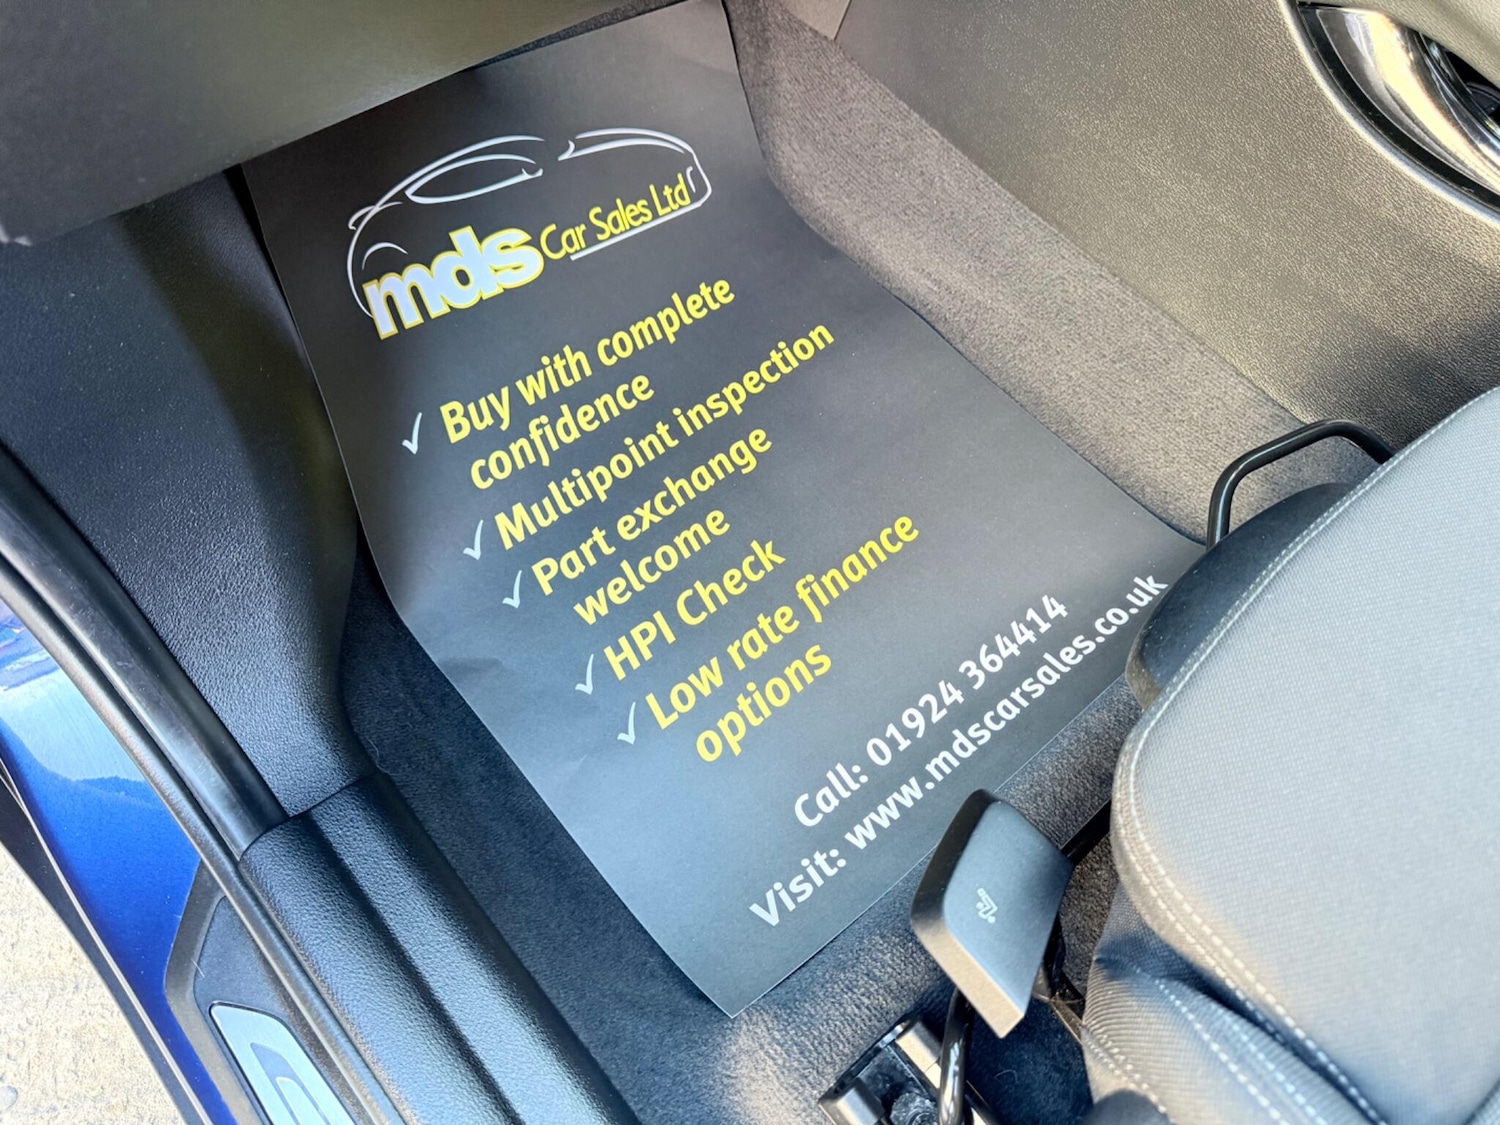 mds Car Sales Ltd
✓ Buy with complete
confidence
✓ Multipoint inspection
✓ Part exchange
welcome
✓ HPI Check
✓ Low rate finance
options
Call: 01924 364414
Visit: www.mdscarsales.co.uk